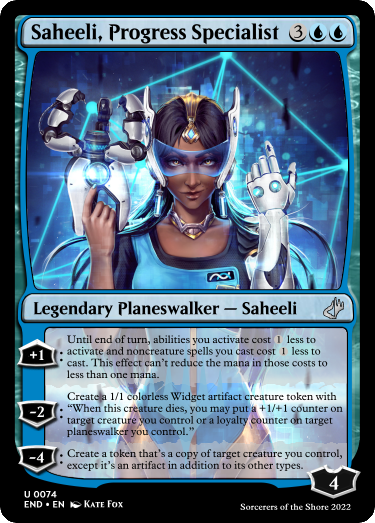 Saheeli, Progress Specialist 3
Legendary Planeswalker — Saheeli
+1: Until end of turn, abilities you activate cost 1 less to
activate and noncreature spells you cast cost 1 less to
cast. This effect can't reduce the mana in those costs to
less than one mana.
-2: Create a 1/1 colorless Widget artifact creature token with
“When this creature dies, you may put a +1/+1 counter on
target creature you control or a loyalty counter on target
planeswalker you control.”
-4: Create a token that's a copy of target creature you control,
except it's an artifact in addition to its other types.
4
U 0074
END • EN Kate Fox
Sorcerers of the Shore 2022